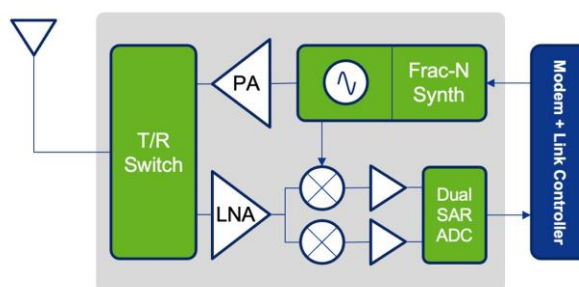 T/R
Switch
PA
Frac-N
Synth
LNA
Dual
SAR
ADC
Modem + Link Controller